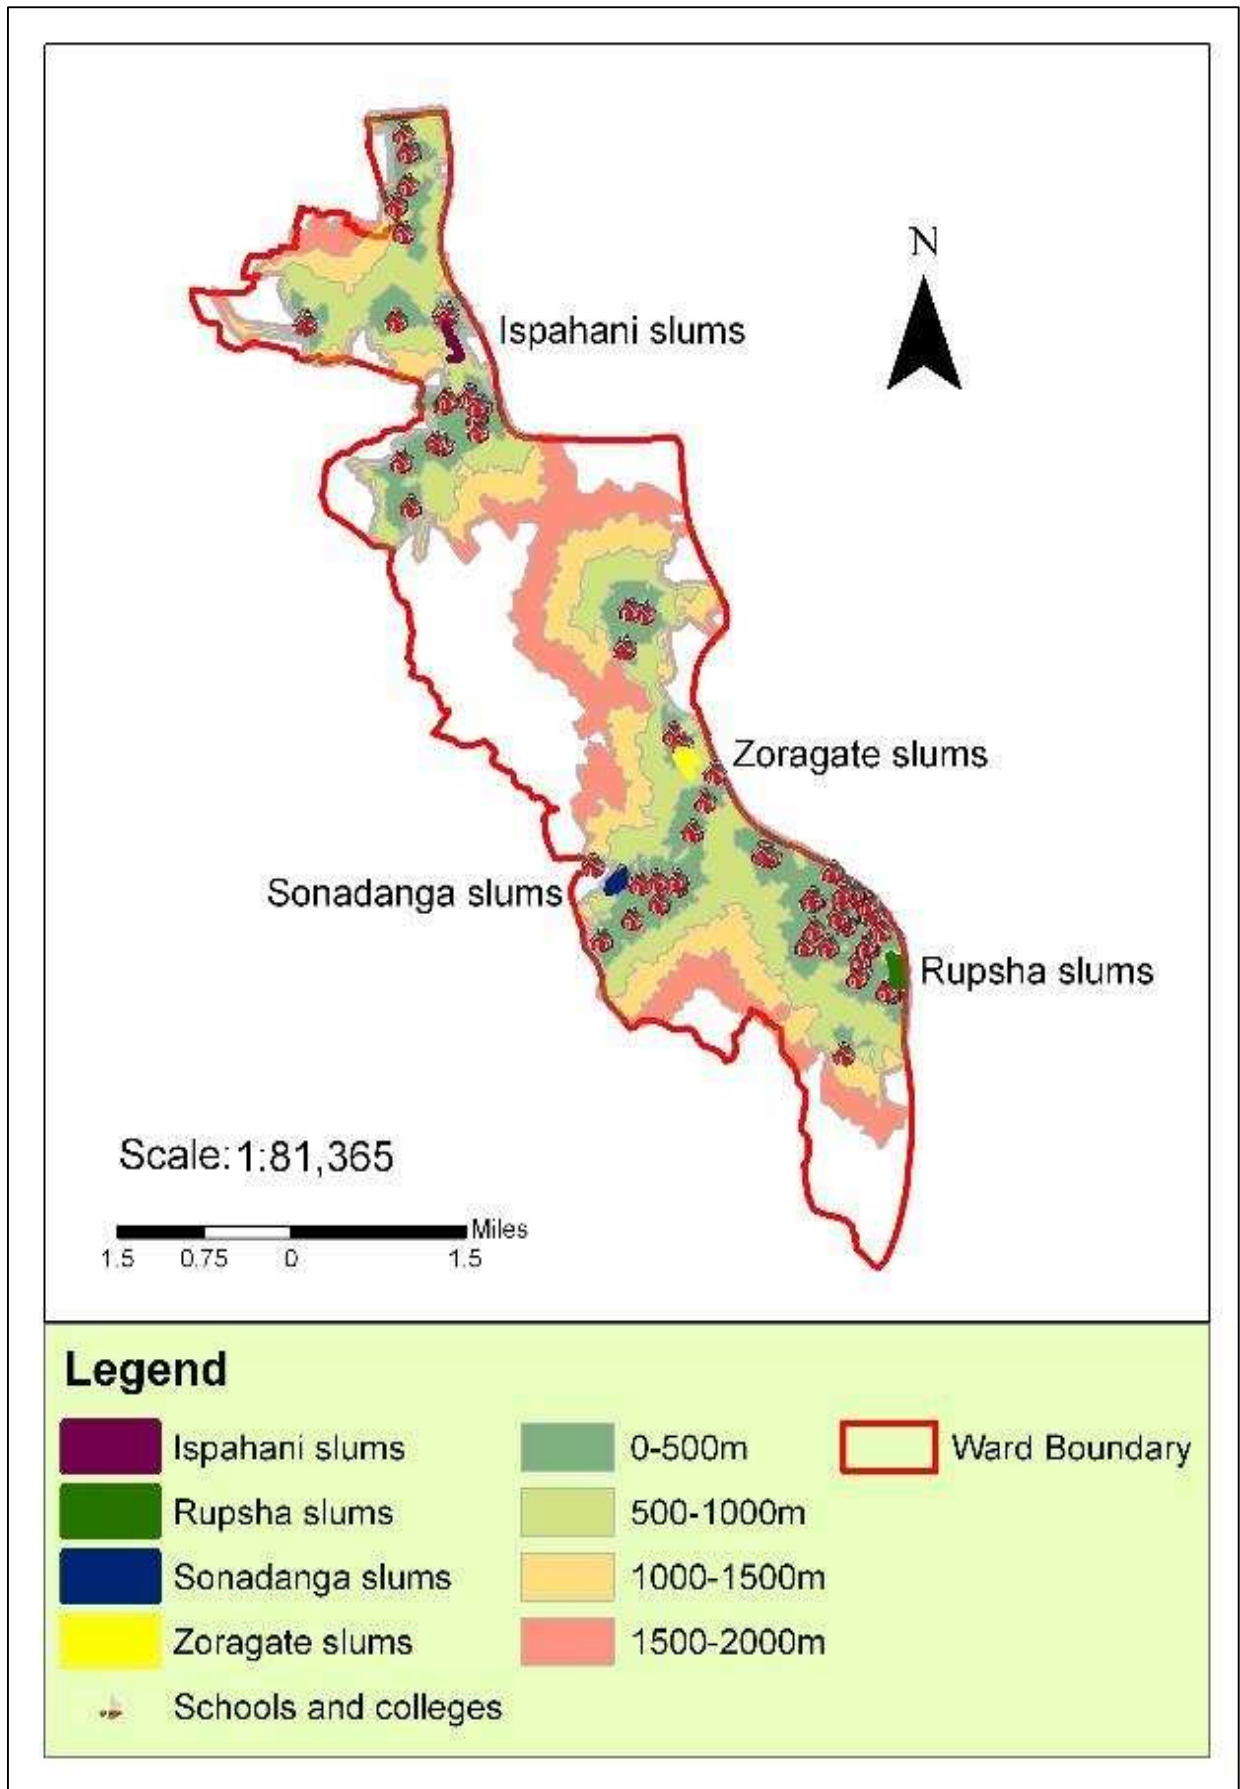 N
Ispahani slums
Zoragate slums
Sonadanga slums
Rupsha slums
Scale: 1:81,365
Miles
1.5 0.75 0 1.5
Legend
Ispahani slums 0-500m Ward Boundary
Rupsha slums 500-1000m
Sonadanga slums 1000-1500m
Zoragate slums 1500-2000m
Schools and colleges